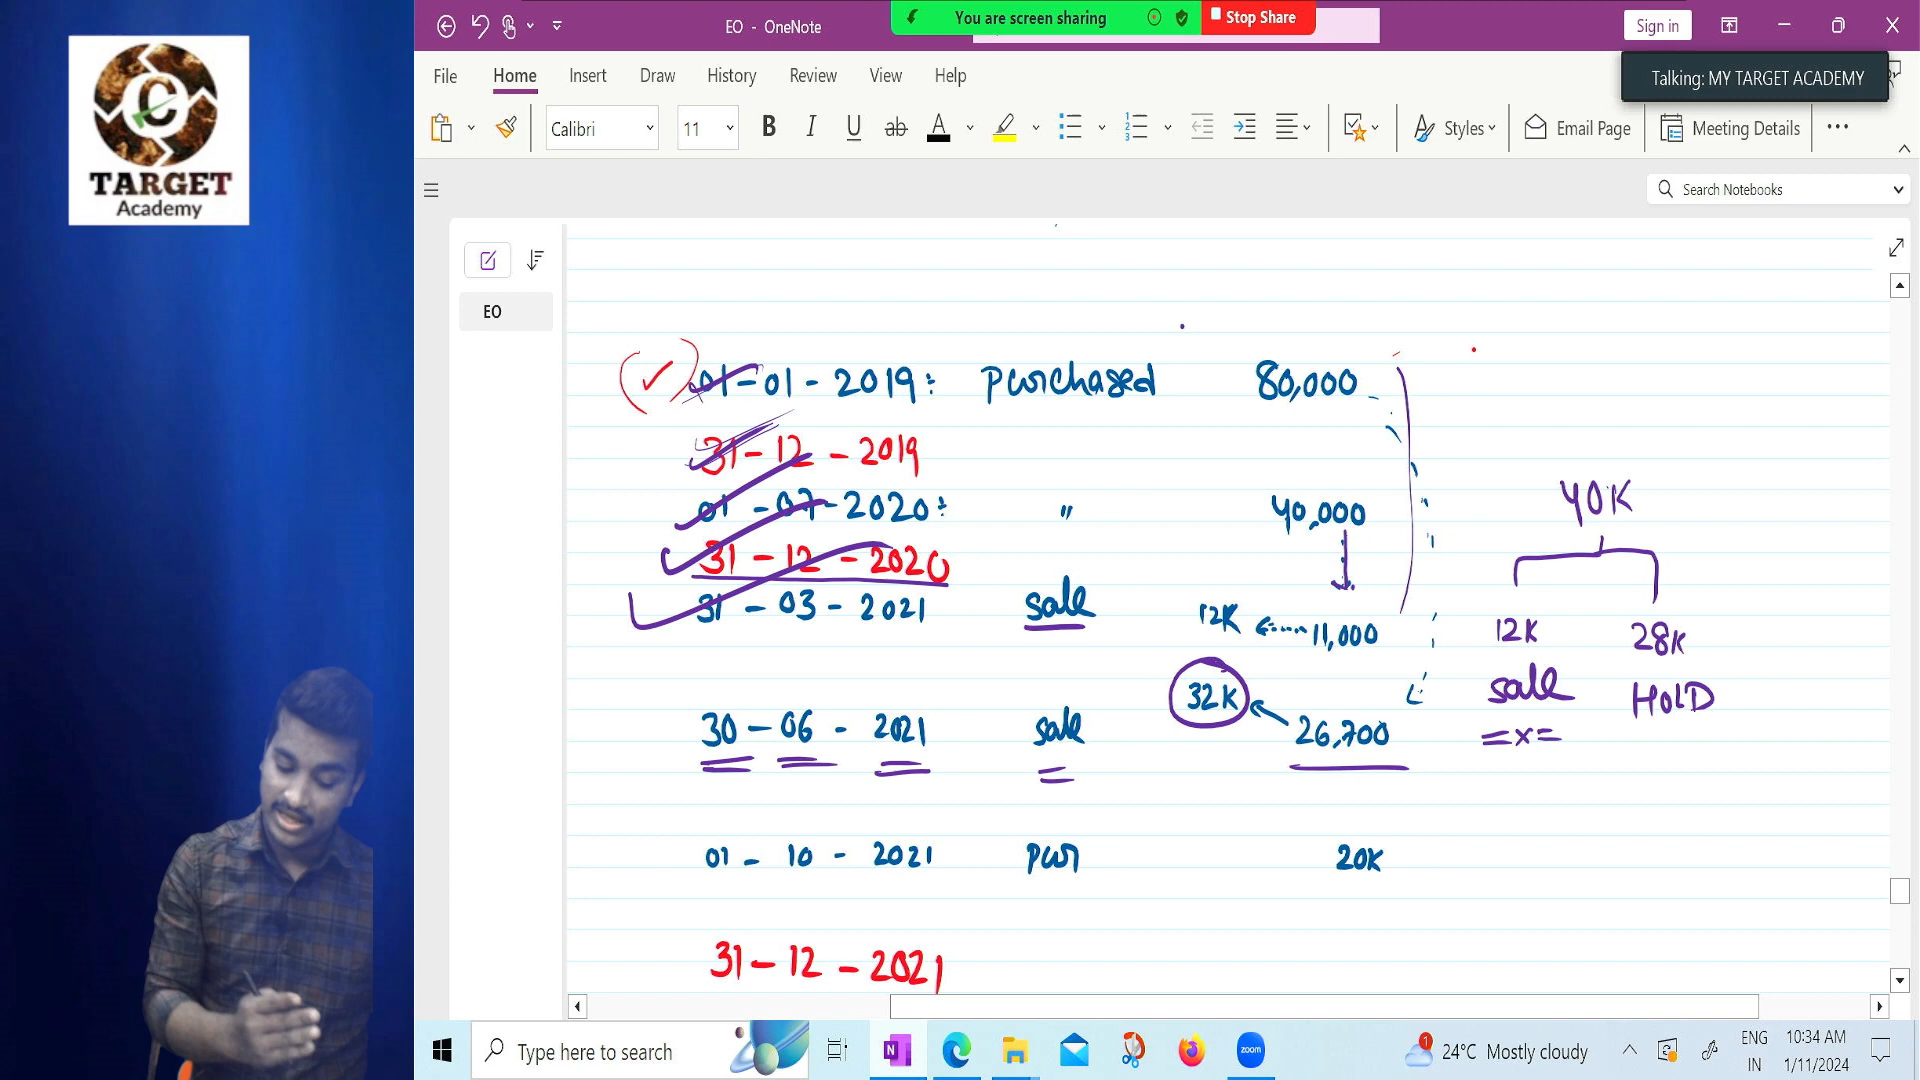 TARGET
Academy
EO - OneNote
You are screen sharing
Stop Share
Sign in
Talking: MY TARGET ACADEMY
File Home Insert Draw History Review View Help
Calibri 11 B I U ab A Styles Email Page Meeting Details
Search Notebooks
EO
01-01-2019: purchased 80,000
31-12-2019
01-07-2020: " 40,000
31-12-2020
31-03-2021 sale 12K 11,000
32K
30-06-2021 sale 26,700
40K
12K 28K
sale HOLD
=x=
01-10-2021 pur 20K
31-12-2021
Type here to search
zoom
1
24°C Mostly cloudy
ENG
IN
10:34 AM
1/11/2024